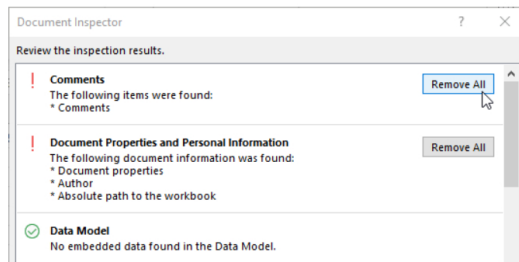 Document Inspector ? ×
Review the inspection results.
Comments
Remove All
The following items were found:
* Comments
Document Properties and Personal Information
Remove All
The following document information was found:
* Document properties
* Author
* Absolute path to the workbook
Data Model
No embedded data found in the Data Model.